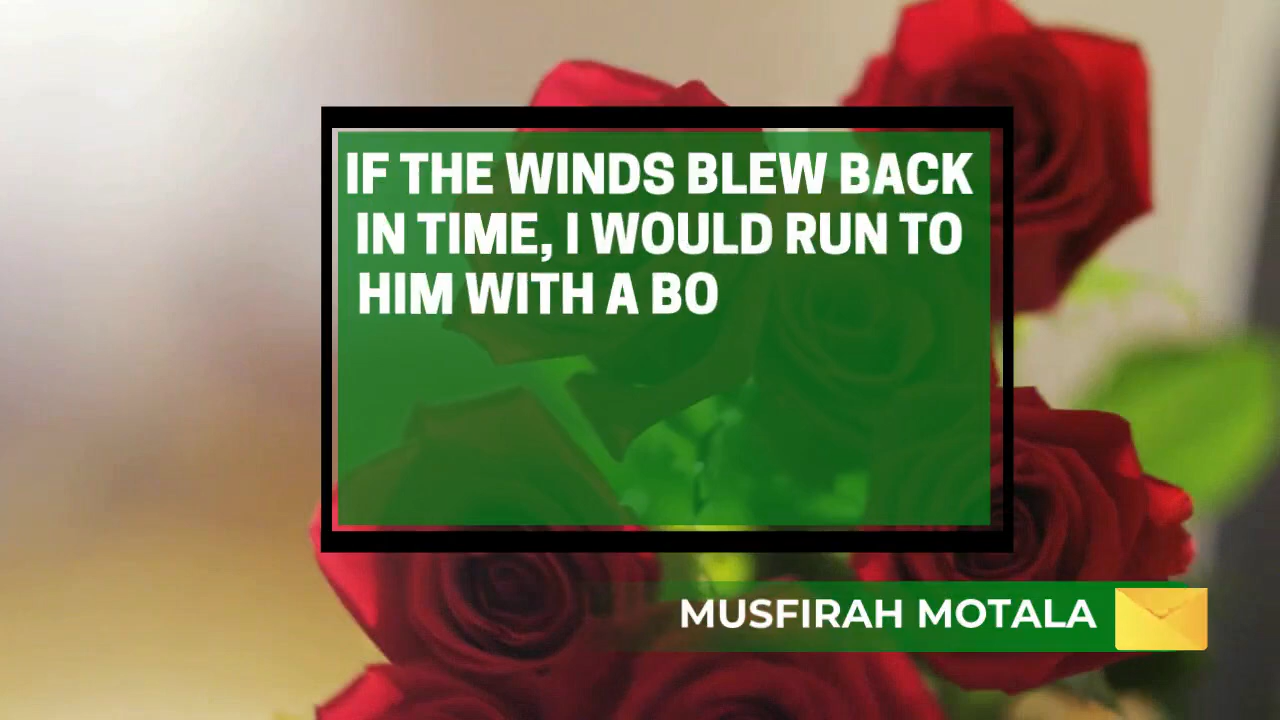 IF THE WINDS BLEW BACK
IN TIME, I WOULD RUN TO
HIM WITH A BO
MUSFIRAH MOTALA